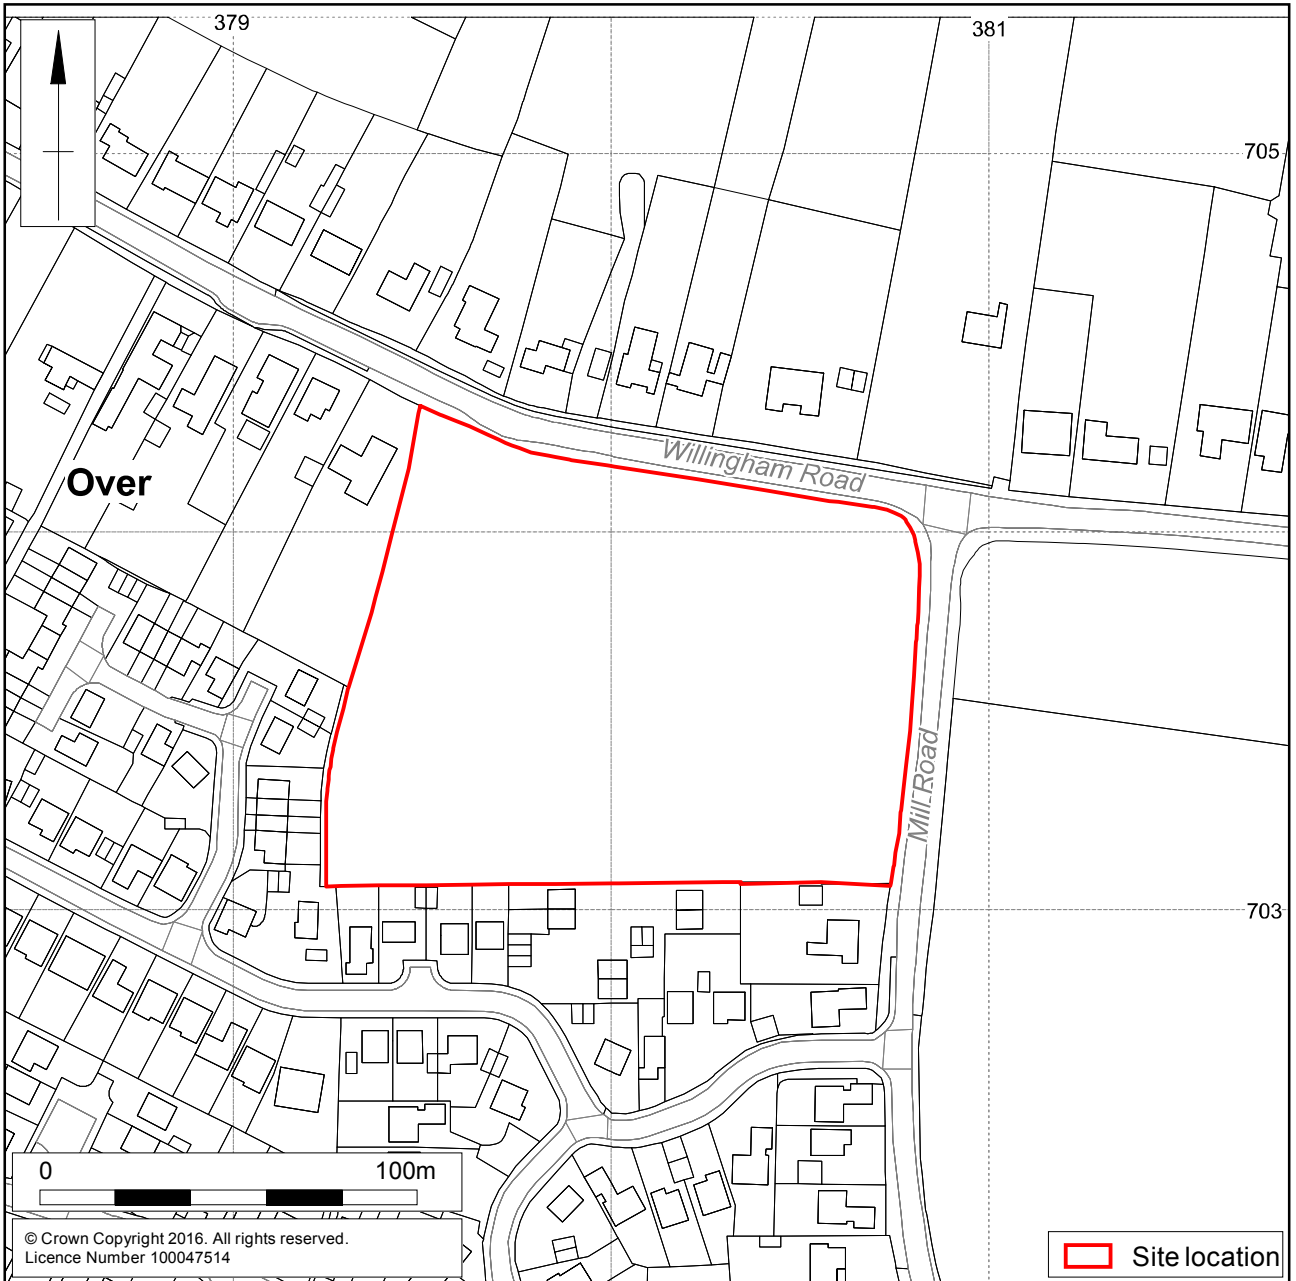 379
381
705
Willingham Road
Over
Mill Road
703
0 100m
© Crown Copyright 2016. All rights reserved.
Licence Number 100047514
Site location